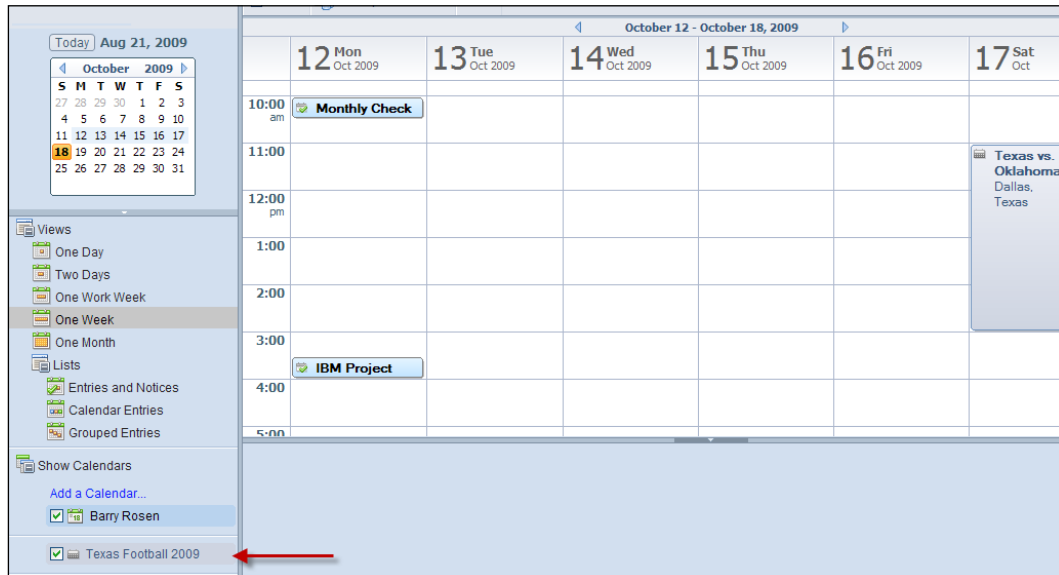 Today Aug 21, 2009
October 2009
S M T W T F S
27 28 29 30 1 2 3
4 5 6 7 8 9 10
11 12 13 14 15 16 17
18 19 20 21 22 23 24
25 26 27 28 29 30 31
Views
One Day
Two Days
One Work Week
One Week
One Month
Lists
Entries and Notices
Calendar Entries
Grouped Entries
Show Calendars
Add a Calendar...
18 Barry Rosen
Texas Football 2009
October 12 - October 18, 2009
12 Mon Oct 2009
13 Tue Oct 2009
14 Wed Oct 2009
15 Thu Oct 2009
16 Fri Oct 2009
17 Sat Oct
10:00 am
Monthly Check
11:00
Texas vs.
Oklahoma
Dallas,
Texas
12:00 pm
1:00
2:00
3:00
IBM Project
4:00
5:00